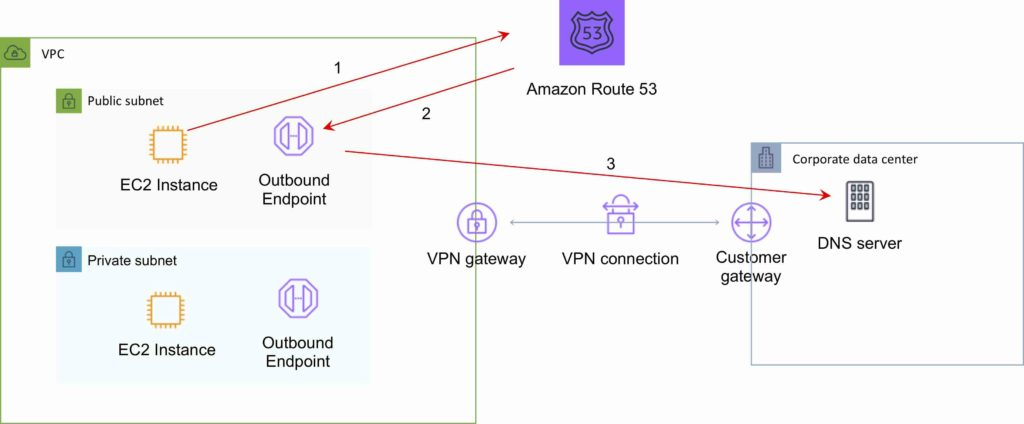 53
Amazon Route 53
VPC
1
2
Public subnet
EC2 Instance
Outbound
Endpoint
3
Corporate data center
DNS server
VPN gateway
VPN connection
Customer
gateway
Private subnet
EC2 Instance
Outbound
Endpoint